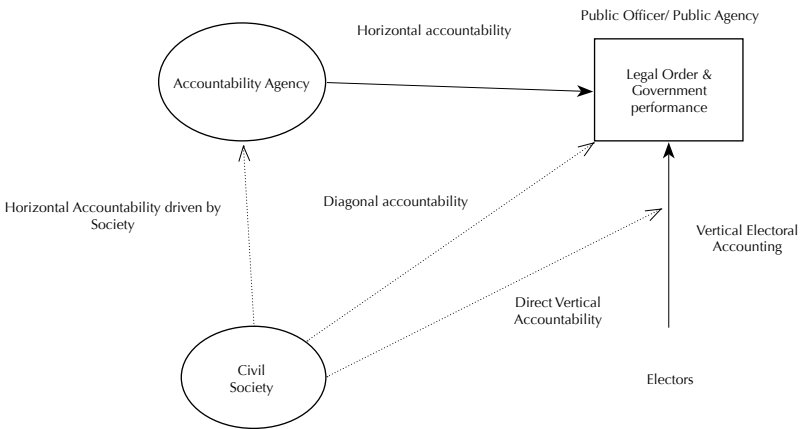 Public Officer/ Public Agency
Horizontal accountability
Legal Order &
Government
performance
Accountability Agency
Diagonal accountability
Horizontal Accountability driven by
Society
Vertical Electoral
Accounting
Direct Vertical
Accountability
Civil
Society
Electors